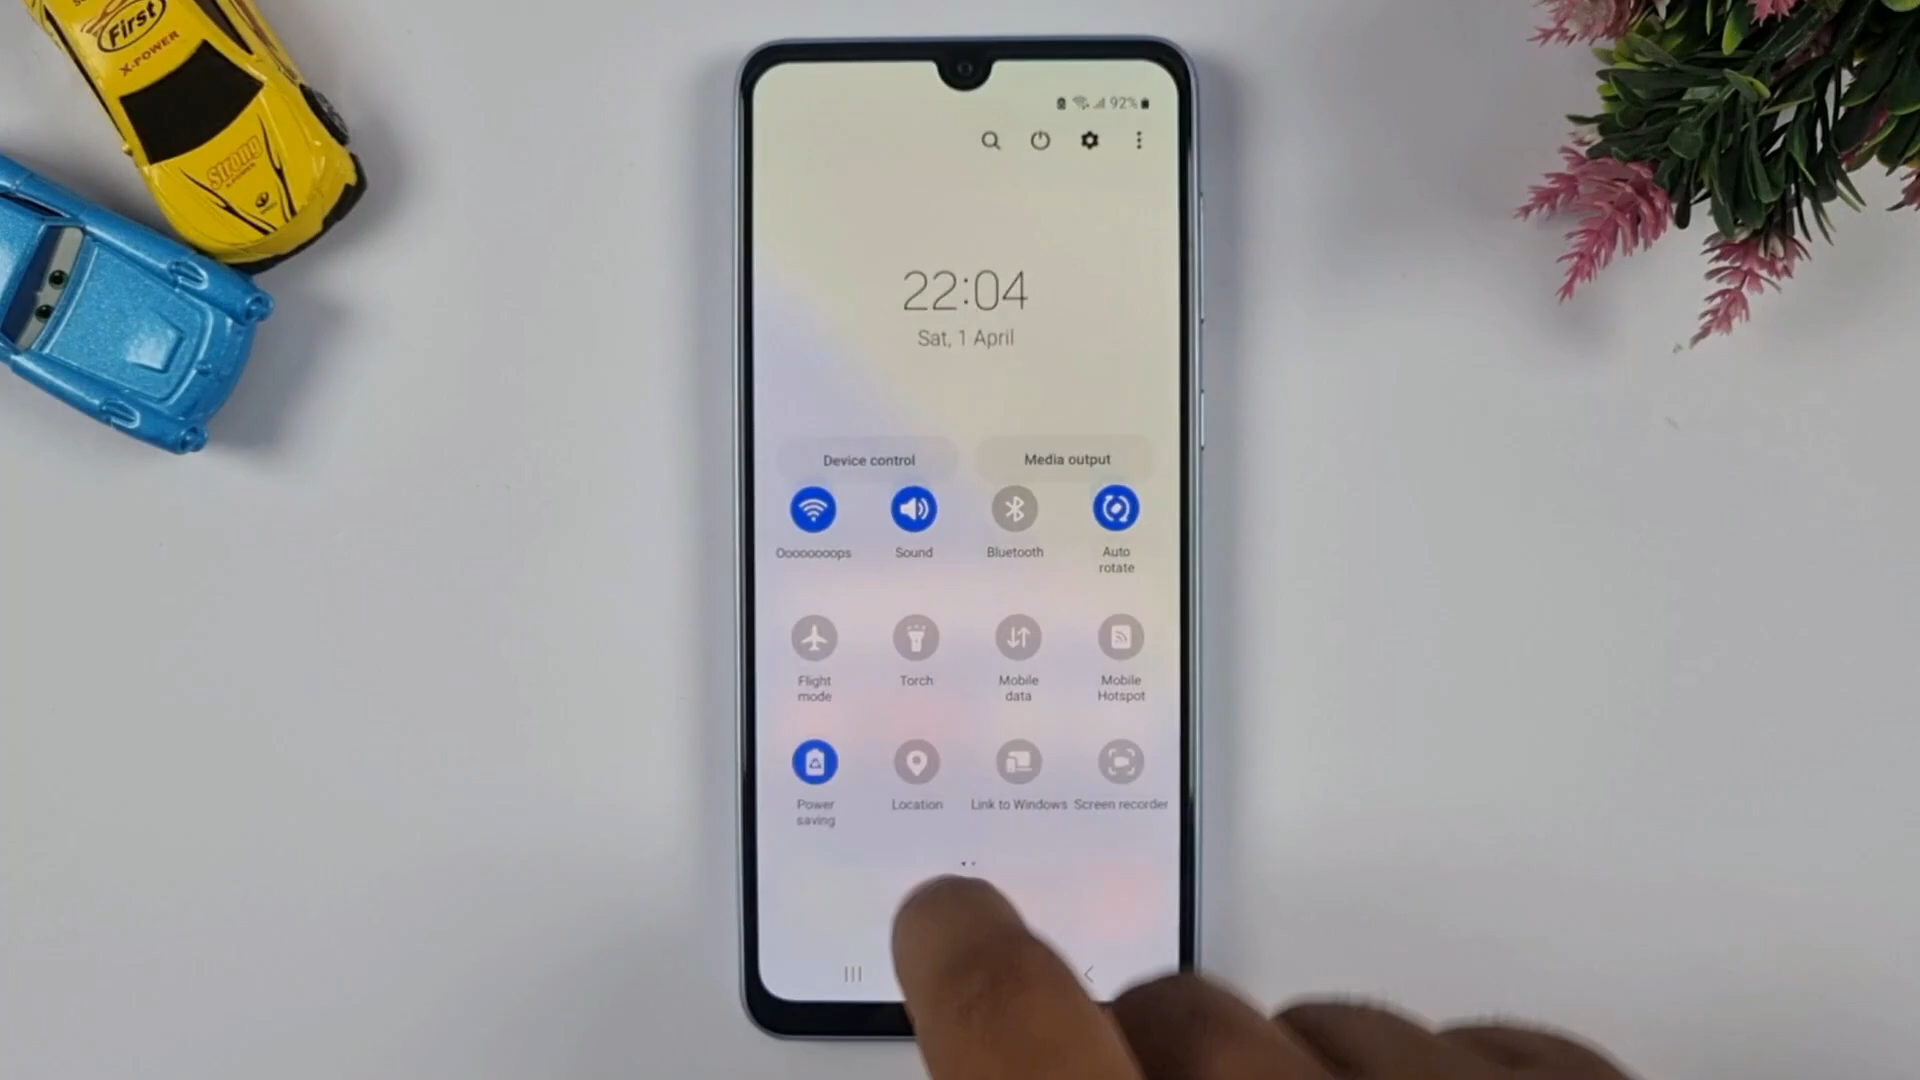 First
X-POWER
Strong
92%
22:04
Sat, 1 April
Device control
Media output
Oooooooops
Sound
Bluetooth
Auto
rotate
Flight
mode
Torch
Mobile
data
Mobile
Hotspot
Power
saving
Location
Link to Windows
Screen recorder